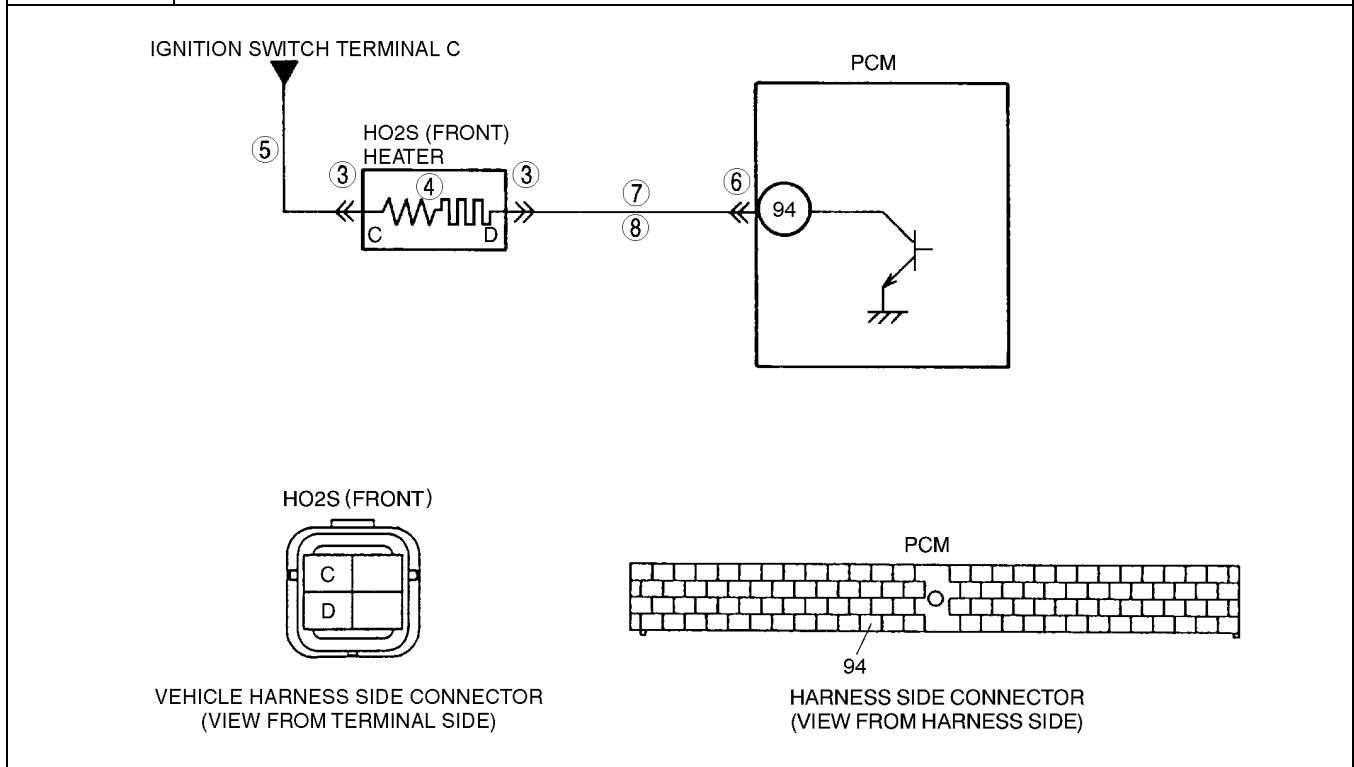 IGNITION SWITCH TERMINAL C
PCM
HO2S (FRONT)
HEATER
⑤
③
④
③
⑦
⑥
94
C
D
⑧
HO2S (FRONT)
C
D
PCM
94
VEHICLE HARNESS SIDE CONNECTOR
(VIEW FROM TERMINAL SIDE)
HARNESS SIDE CONNECTOR
(VIEW FROM HARNESS SIDE)